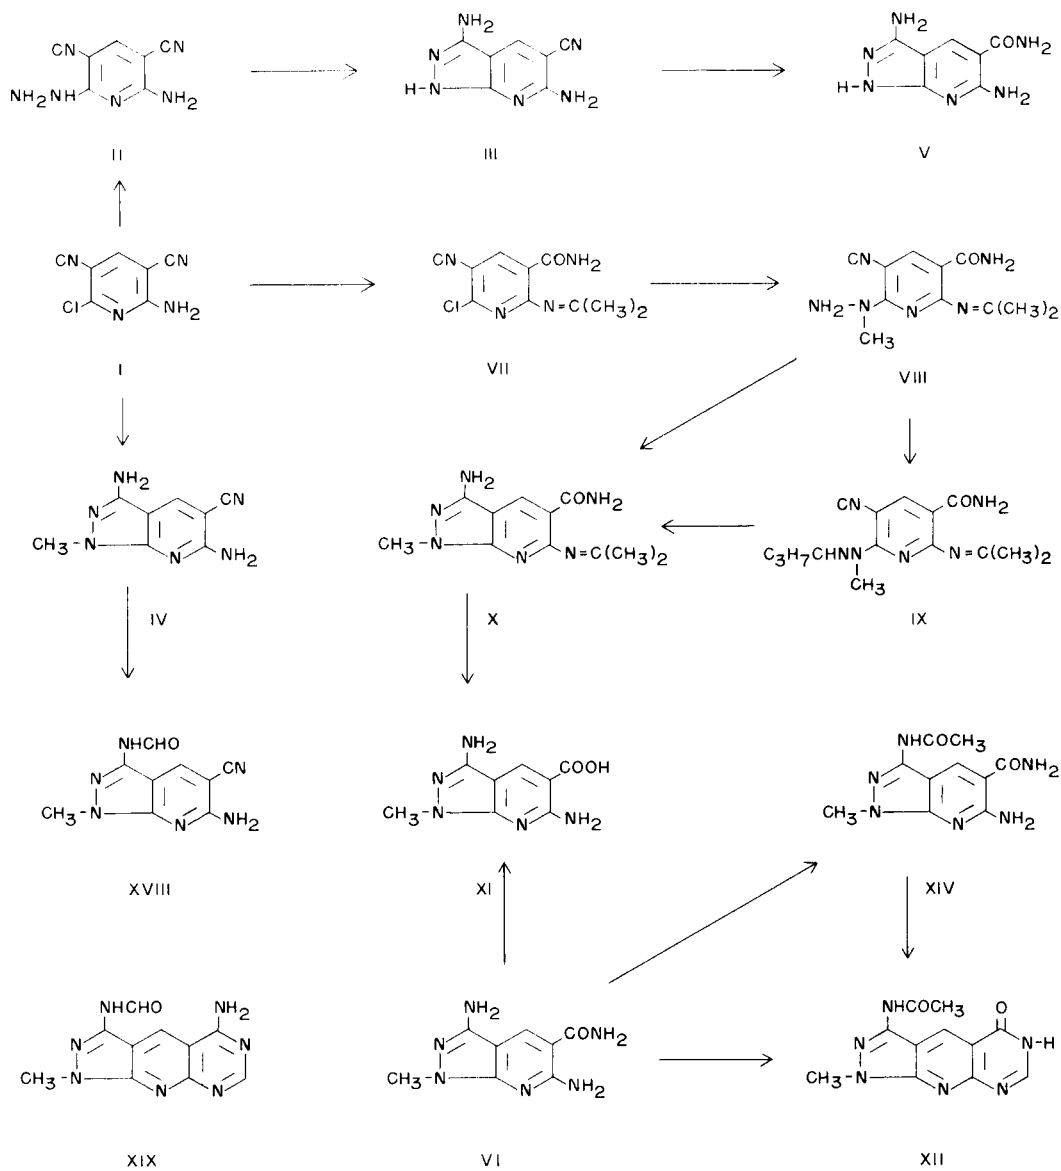 NH2 NH2
CN CN N CN N CONH2
NH2NH N NH2 H-N N NH2 H-N N NH2
II III V
CN CN CN CONH2 CN CONH2
Cl N NH2 Cl N N=C(CH3)2 NH2-N N N=C(CH3)2
CH3
I VII VIII
NH2 NH2
N CN N CONH2 CN CONH2
CH3-N N NH2 CH3-N N N=C(CH3)2 C3H7CHNN N N=C(CH3)2
CH3
IV X IX
NHCHO NH2 NHCOCH3
N CN N COOH N CONH2
CH3-N N NH2 CH3-N N NH2 CH3-N N NH2
XVIII XI XIV
NHCHO NH2 NH2 NHCOCH3 O
N N N CONH2 N N-H
CH3-N N N CH3-N N NH2 CH3-N N N
XIX VI XII